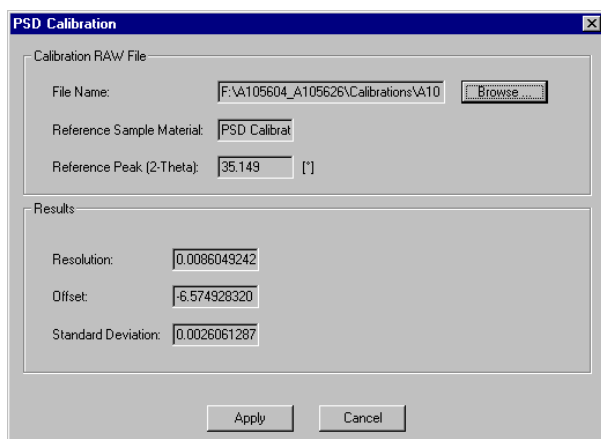 PSD Calibration
Calibration RAW File
File Name: F:\A105604_A105626\Calibrations\A10 Browse ...
Reference Sample Material: PSD Calibrat
Reference Peak (2-Theta): 35.149 [°]
Results
Resolution: 0.0086049242
Offset: -6.574928320
Standard Deviation: 0.0026061287
Apply Cancel